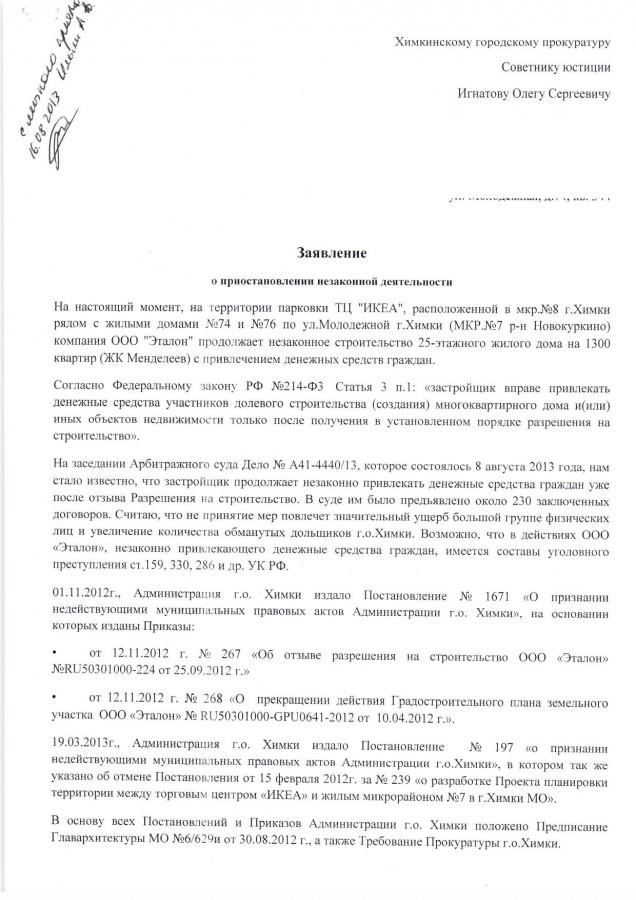 с личного приема
16.08.2013
Химкинскому городскому прокуратуру
Советнику юстиции
Игнатову Олегу Сергеевичу
Заявление
о приостановлении незаконной деятельности
На настоящий момент, на территории парковки ТЦ "ИКЕА", расположенной в мкр.№8 г.Химки
рядом с жилыми домами №74 и №76 по ул.Молодежной г.Химки (МКР.№7 р-н Новокуркино)
компания ООО "Эталон" продолжает незаконное строительство 25-этажного жилого дома на 1300
квартир (ЖК Менделеев) с привлечением денежных средств граждан.
Согласно Федеральному закону РФ №214-ФЗ Статья 3 п.1: «застройщик вправе привлекать
денежные средства участников долевого строительства (создания) многоквартирного дома и(или)
иных объектов недвижимости только после получения в установленном порядке разрешения на
строительство».
На заседании Арбитражного суда Дело № А41-4440/13, которое состоялось 8 августа 2013 года, нам
стало известно, что застройщик продолжает незаконно привлекать денежные средства граждан уже
после отзыва Разрешения на строительство. В суде им было предъявлено около 230 заключенных
договоров. Считаю, что не принятие мер повлечет значительный ущерб большой группе физических
лиц и увеличение количества обманутых дольщиков г.о.Химки. Возможно, что в действиях ООО
«Эталон», незаконно привлекающего денежные средства граждан, имеется составы уголовного
преступления ст.159, 330, 286 и др. УК РФ.
01.11.2012г., Администрация г.о. Химки издало Постановление № 1671 «О признании
недействующими муниципальных правовых актов Администрации г.о. Химки», на основании
которых изданы Приказы:
• от 12.11.2012 г. № 267 «Об отзыве разрешения на строительство ООО «Эталон»
№RU50301000-224 от 25.09.2012 г.»
• от 12.11.2012 г. № 268 «О прекращении действия Градостроительного плана земельного
участка ООО «Эталон» № RU50301000-GPU0641-2012 от 10.04.2012 г.».
19.03.2013г., Администрация г.о. Химки издало Постановление № 197 «о признании
недействующими муниципальных правовых актов Администрации г.о.Химки», в котором так же
указано об отмене Постановления от 15 февраля 2012г. за № 239 «о разработке Проекта планировки
территории между торговым центром «ИКЕА» и жилым микрорайоном №7 в г.Химки МО».
В основу всех Постановлений и Приказов Администрации г.о. Химки положено Предписание
Главархитектуры МО №6/629и от 30.08.2012 г., а также Требование Прокуратуры г.о.Химки.